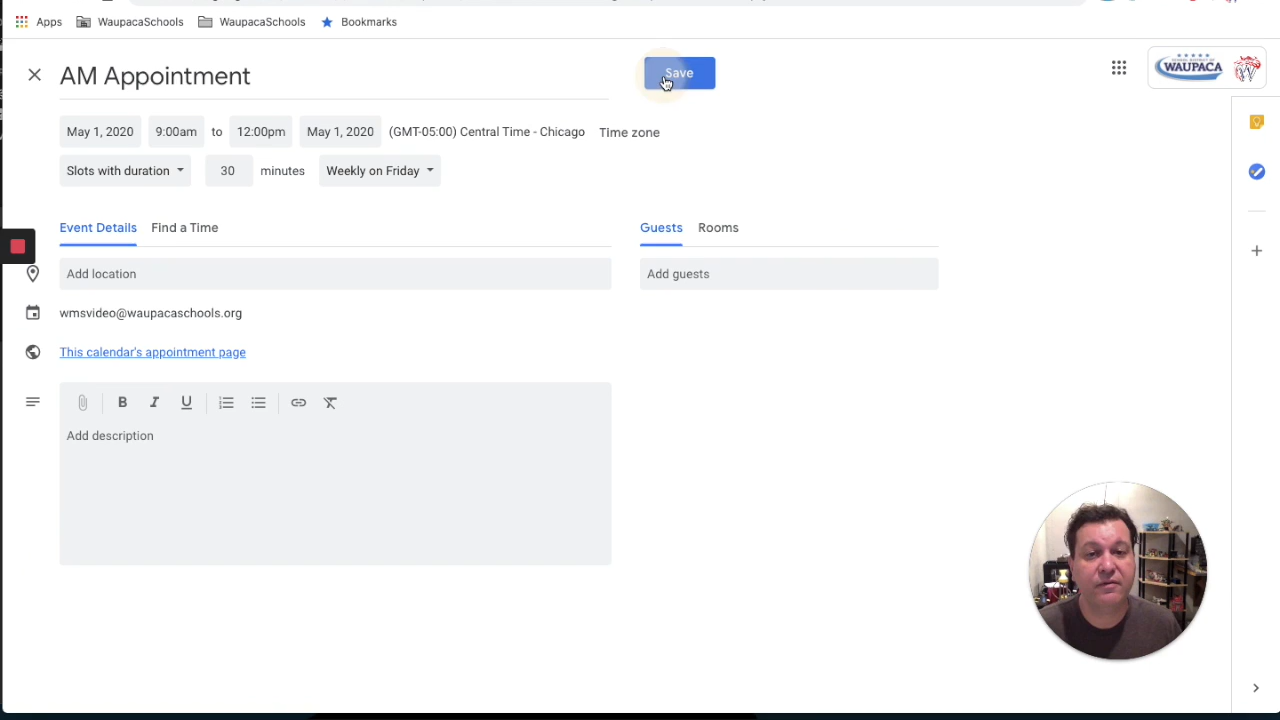 Apps WaupacaSchools WaupacaSchools Bookmarks
AM Appointment Save
WAUPACA
May 1, 2020 9:00am to 12:00pm May 1, 2020 (GMT-05:00) Central Time - Chicago Time zone
Slots with duration 30 minutes Weekly on Friday
Event Details Find a Time Guests Rooms
Add location Add guests
wmsvideo@waupacaschools.org
This calendar's appointment page
B I U
Add description